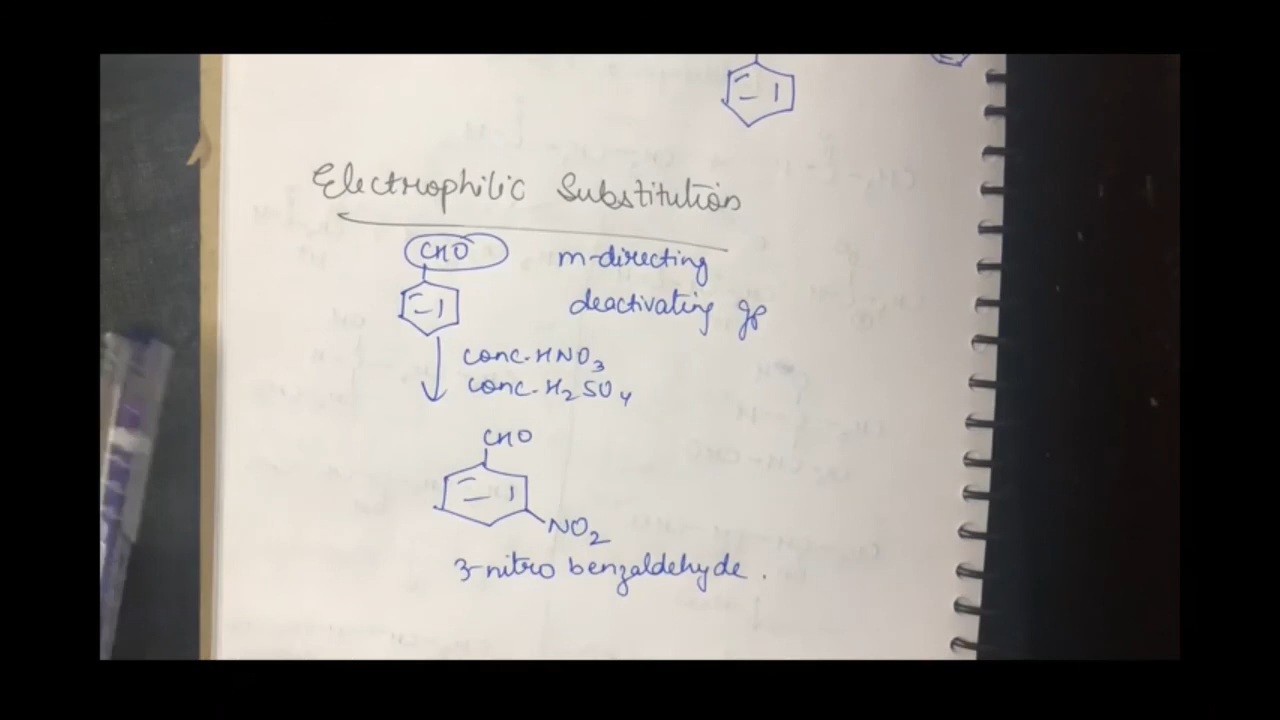 Electrophilic Substitution
CHO
m-directing
deactivating gp
conc-HNO3
conc-H2SO4
CHO
NO2
3-nitro benzaldehyde.